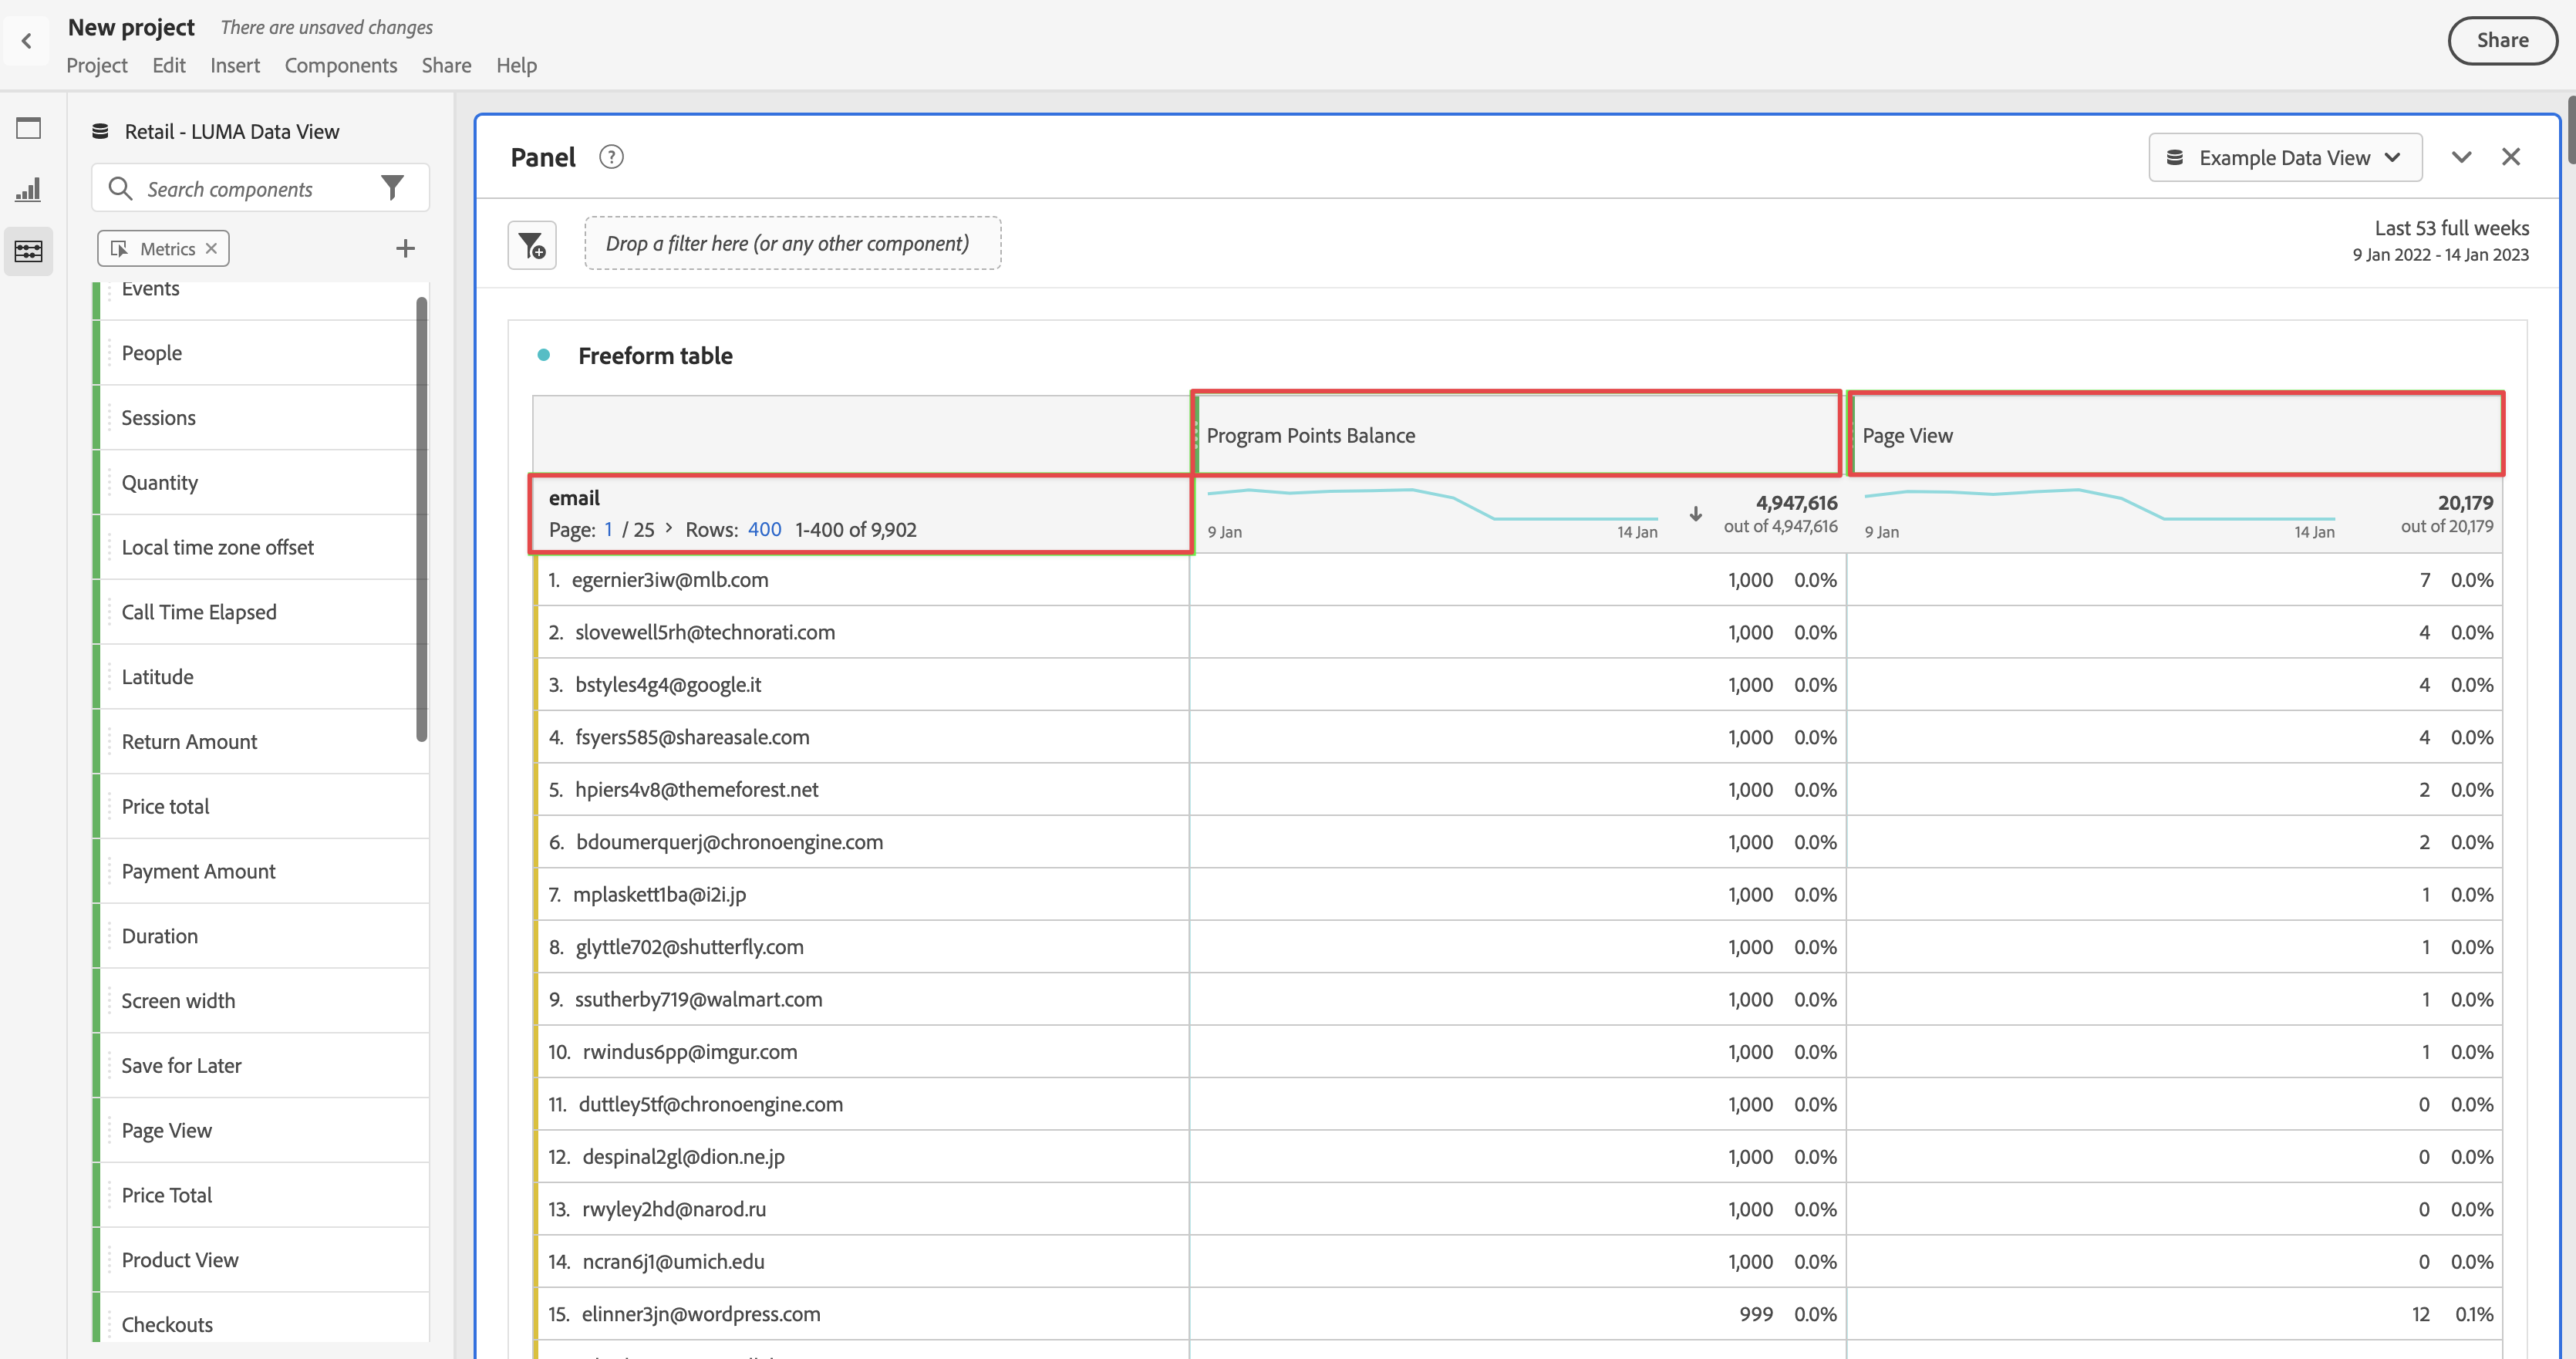 New project There are unsaved changes
Share
Project Edit Insert Components Share Help
Retail - LUMA Data View
Search components
Metrics
Events
People
Sessions
Quantity
Local time zone offset
Call Time Elapsed
Latitude
Return Amount
Price total
Payment Amount
Duration
Screen width
Save for Later
Page View
Price Total
Product View
Checkouts
Panel
Example Data View
Drop a filter here (or any other component)
Last 53 full weeks
9 Jan 2022 - 14 Jan 2023
Freeform table
Program Points Balance Page View
email
Page: 1 / 25 > Rows: 400 1-400 of 9,902
9 Jan 14 Jan 4,947,616
out of 4,947,616
9 Jan 14 Jan 20,179
out of 20,179
1. egernier3iw@mlb.com 1,000 0.0% 7 0.0%
2. slovewell5rh@technorati.com 1,000 0.0% 4 0.0%
3. bstyles4g4@google.it 1,000 0.0% 4 0.0%
4. fsyers585@shareasale.com 1,000 0.0% 4 0.0%
5. hpiers4v8@themeforest.net 1,000 0.0% 2 0.0%
6. bdoumerquerj@chronoengine.com 1,000 0.0% 2 0.0%
7. mplaskett1ba@i2i.jp 1,000 0.0% 1 0.0%
8. glyttle702@shutterfly.com 1,000 0.0% 1 0.0%
9. ssutherby719@walmart.com 1,000 0.0% 1 0.0%
10. rwindus6pp@imgur.com 1,000 0.0% 1 0.0%
11. duttley5tf@chronoengine.com 1,000 0.0% 0 0.0%
12. despinal2gl@dion.ne.jp 1,000 0.0% 0 0.0%
13. rwyley2hd@narod.ru 1,000 0.0% 0 0.0%
14. ncran6j1@umich.edu 1,000 0.0% 0 0.0%
15. elinner3jn@wordpress.com 999 0.0% 12 0.1%